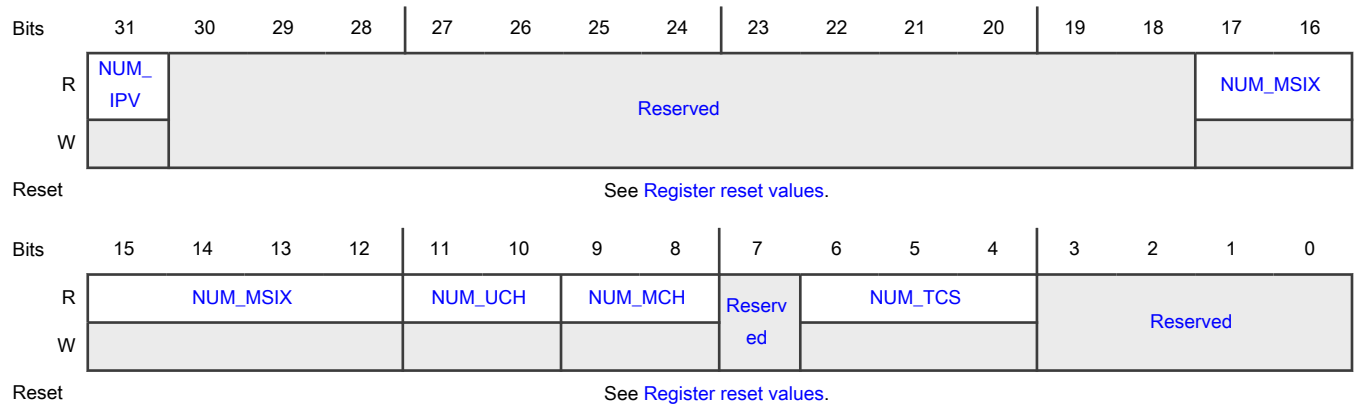 Bits 31 30 29 28 27 26 25 24 23 22 21 20 19 18 17 16
R NUM_ IPV Reserved NUM_MSIX
W
Reset See Register reset values.
Bits 15 14 13 12 11 10 9 8 7 6 5 4 3 2 1 0
R NUM_MSIX NUM_UCH NUM_MCH Reserv ed NUM_TCS Reserved
W
Reset See Register reset values.